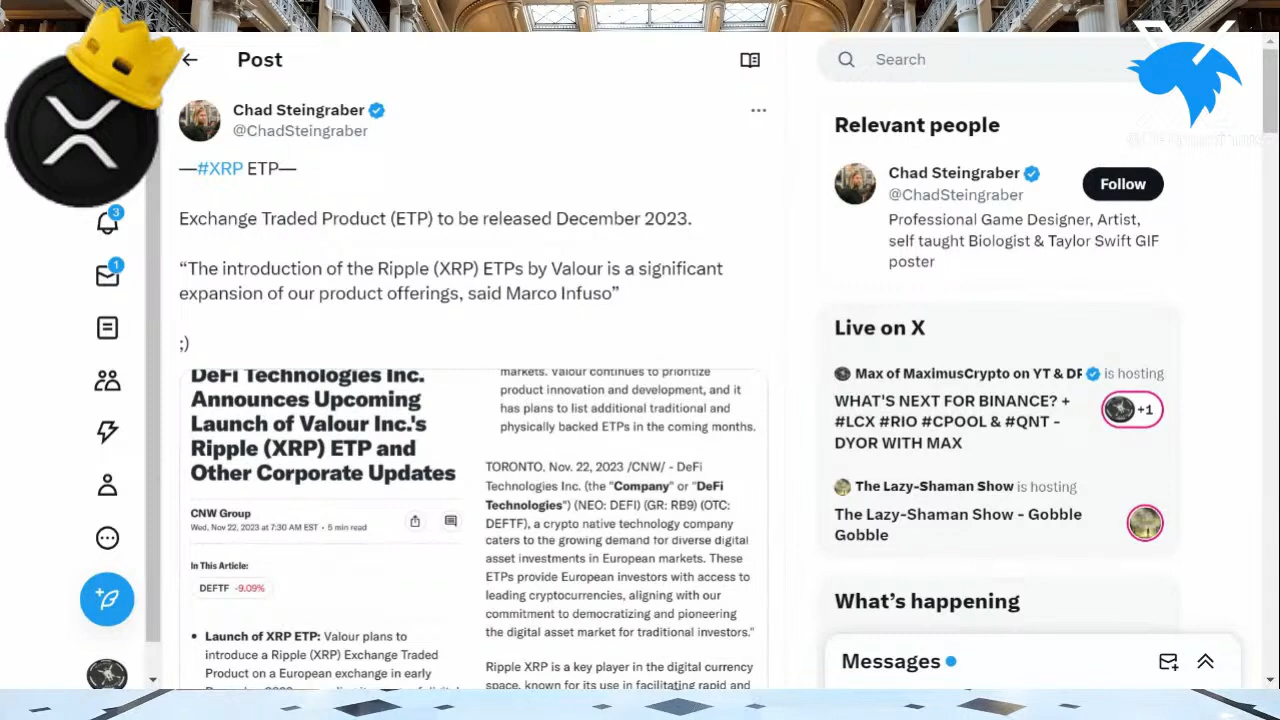 Post
Chad Steingraber
@ChadSteingraber
—#XRP ETP—
Exchange Traded Product (ETP) to be released December 2023.
“The introduction of the Ripple (XRP) ETPs by Valour is a significant
expansion of our product offerings, said Marco Infuso”
;)
DeFi Technologies Inc.
Announces Upcoming
Launch of Valour Inc.'s
Ripple (XRP) ETP and
Other Corporate Updates
CNW Group
Wed, Nov 22, 2023 at 7:30 AM EST • 5 min read
In This Article:
DEFTF -9.09%
• Launch of XRP ETP: Valour plans to
introduce a Ripple (XRP) Exchange Traded
Product on a European exchange in early
markets. Valour continues to prioritize
product innovation and development, and it
has plans to list additional traditional and
physically backed ETPs in the coming months.
TORONTO, Nov. 22, 2023 /CNW/ - DeFi
Technologies Inc. (the "Company" or "DeFi
Technologies") (NEO: DEFI) (GR: RB9) (OTC:
DEFTF), a crypto native technology company
caters to the growing demand for diverse digital
asset investments in European markets. These
ETPs provide European investors with access to
leading cryptocurrencies, aligning with our
commitment to democratizing and pioneering
the digital asset market for traditional investors."
Ripple XRP is a key player in the digital currency
space, known for its use in facilitating rapid and
3
1
Search
Relevant people
Chad Steingraber
@ChadSteingraber
Follow
Professional Game Designer, Artist,
self taught Biologist & Taylor Swift GIF
poster
Live on X
Max of MaximusCrypto on YT & DF is hosting
WHAT'S NEXT FOR BINANCE? +
#LCX #RIO #CPOOL & #QNT -
DYOR WITH MAX
+1
The Lazy-Shaman Show is hosting
The Lazy-Shaman Show - Gobble
Gobble
What’s happening
Messages